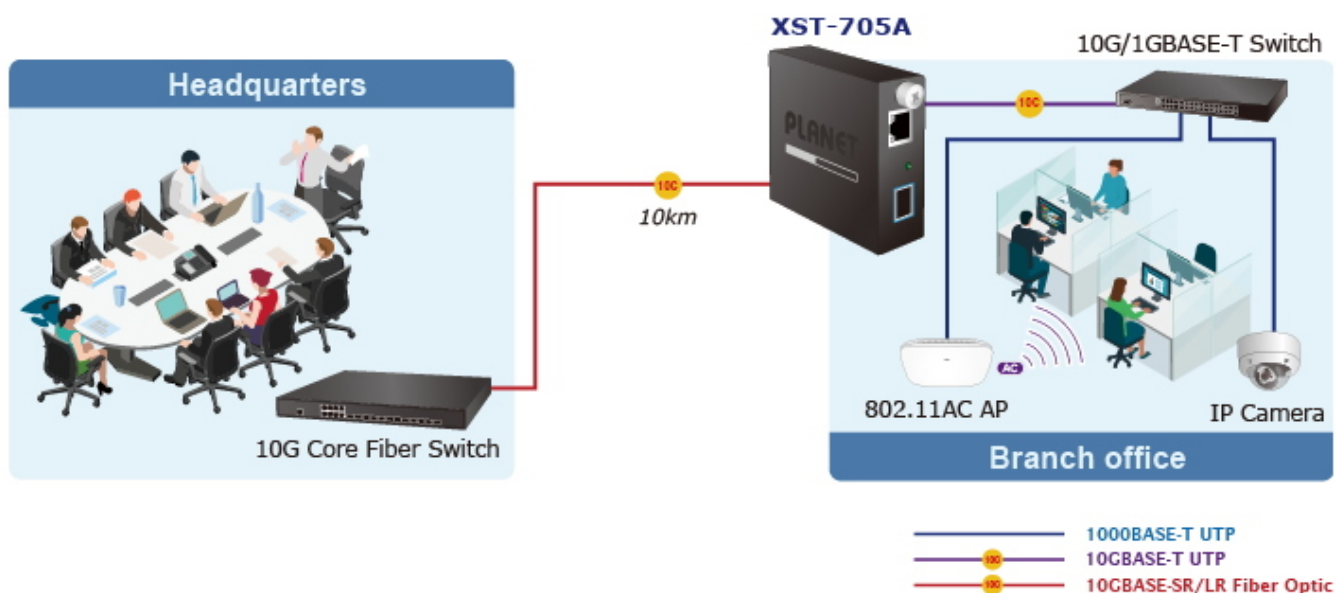 XST-705A
10G/1GBASE-T Switch
Headquarters
10G
PLANET
10G
10km
AC
802.11AC AP
IP Camera
10G Core Fiber Switch
Branch office
1000BASE-T UTP
10G
10GBASE-T UTP
10G
10GBASE-SR/LR Fiber Optic